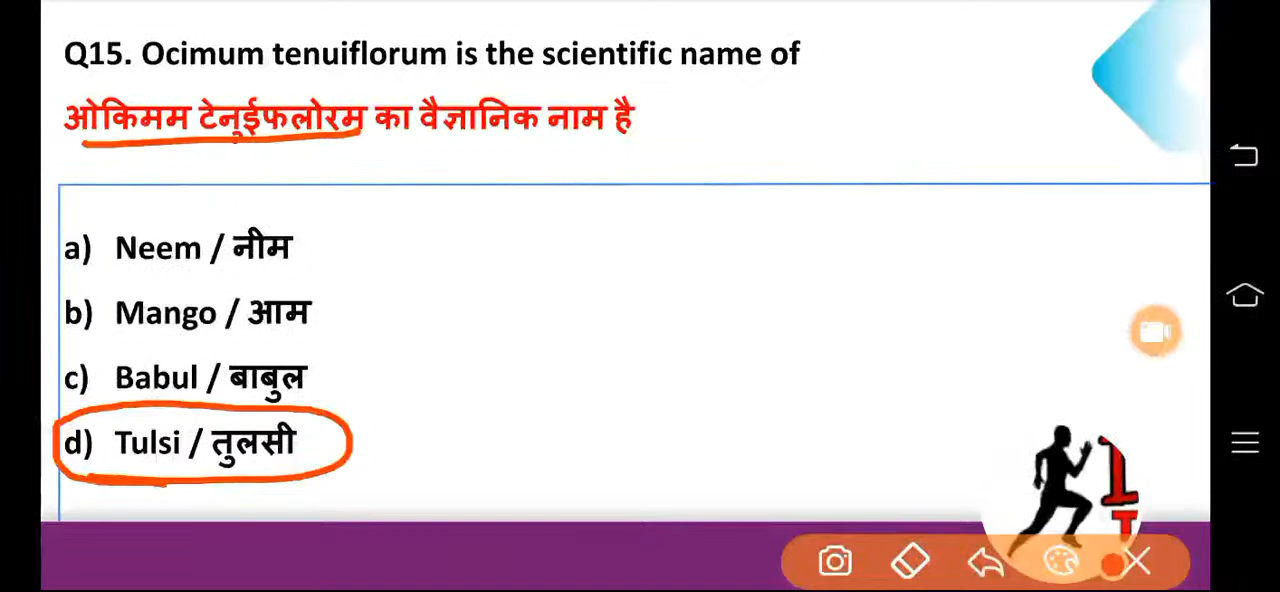 Q15. Ocimum tenuiflorum is the scientific name of
ओकिमम टेनुईफलोरम का वैज्ञानिक नाम है
a) Neem / नीम
b) Mango / आम
c) Babul / बाबुल
d) Tulsi / तुलसी